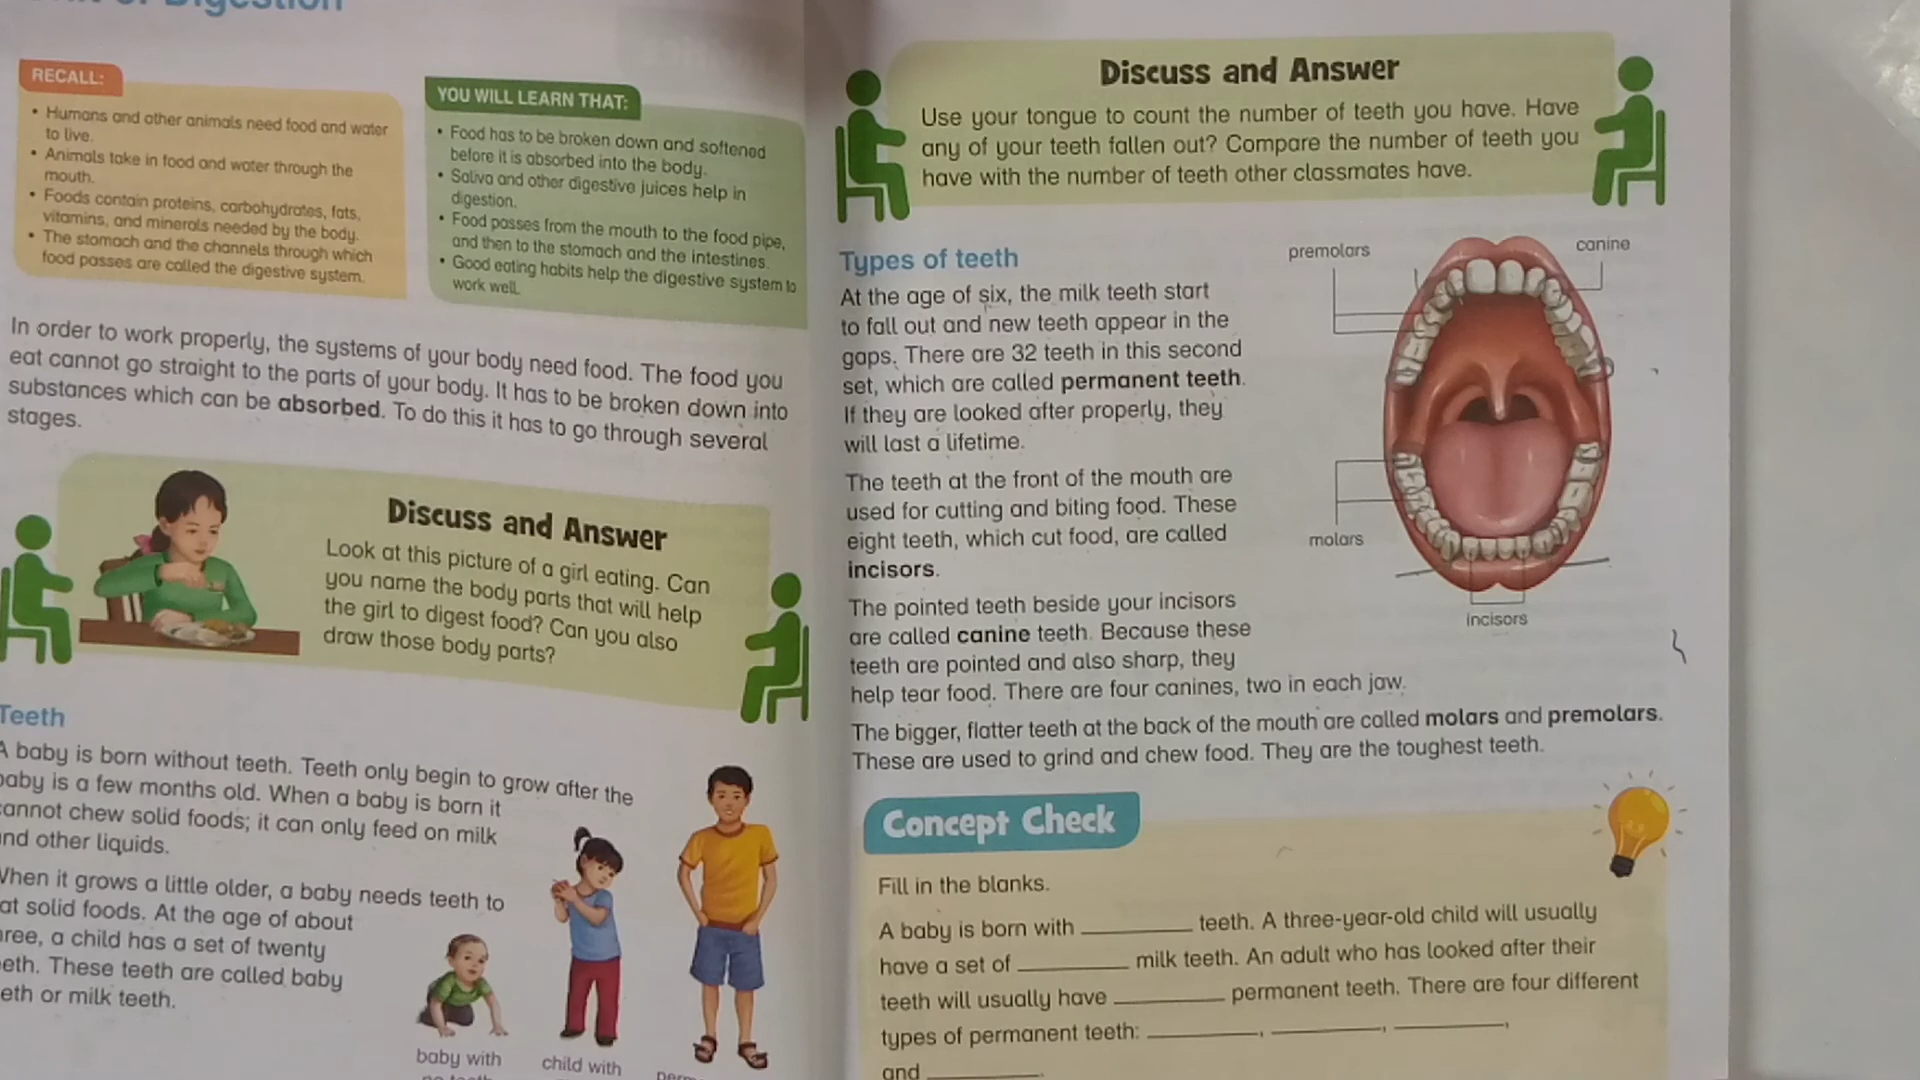 Digestion
RECALL:
• Humans and other animals need food and water
to live.
• Animals take in food and water through the
mouth.
• Foods contain proteins, carbohydrates, fats,
vitamins, and minerals needed by the body.
• The stomach and the channels through which
food passes are called the digestive system.
YOU WILL LEARN THAT:
• Food has to be broken down and softened
before it is absorbed into the body.
• Saliva and other digestive juices help in
digestion.
• Food passes from the mouth to the food pipe,
and then to the stomach and the intestines.
• Good eating habits help the digestive system to
work well.
In order to work properly, the systems of your body need food. The food you
eat cannot go straight to the parts of your body. It has to be broken down into
substances which can be absorbed. To do this it has to go through several
stages.
Discuss and Answer
Look at this picture of a girl eating. Can
you name the body parts that will help
the girl to digest food? Can you also
draw those body parts?
Teeth
A baby is born without teeth. Teeth only begin to grow after the
baby is a few months old. When a baby is born it
cannot chew solid foods; it can only feed on milk
and other liquids.
When it grows a little older, a baby needs teeth to
eat solid foods. At the age of about
three, a child has a set of twenty
teeth. These teeth are called baby
teeth or milk teeth.
baby with
child with
Discuss and Answer
Use your tongue to count the number of teeth you have. Have
any of your teeth fallen out? Compare the number of teeth you
have with the number of teeth other classmates have.
Types of teeth
At the age of six, the milk teeth start
to fall out and new teeth appear in the
gaps. There are 32 teeth in this second
set, which are called permanent teeth.
If they are looked after properly, they
will last a lifetime.
premolars
canine
molars
incisors
The teeth at the front of the mouth are
used for cutting and biting food. These
eight teeth, which cut food, are called
incisors.
The pointed teeth beside your incisors
are called canine teeth. Because these
teeth are pointed and also sharp, they
help tear food. There are four canines, two in each jaw.
The bigger, flatter teeth at the back of the mouth are called molars and premolars.
These are used to grind and chew food. They are the toughest teeth.
Concept Check
Fill in the blanks.
A baby is born with __________ teeth. A three-year-old child will usually
have a set of __________ milk teeth. An adult who has looked after their
teeth will usually have __________ permanent teeth. There are four different
types of permanent teeth: __________, __________, __________,
and __________.